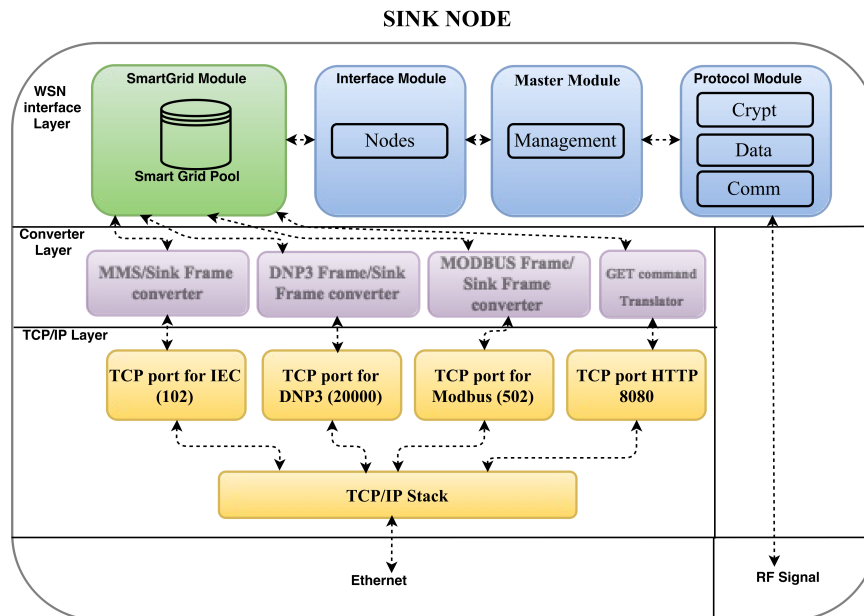 SINK NODE
WSN
interface
Layer
SmartGrid Module
Smart Grid Pool
Interface Module
Nodes
Master Module
Management
Protocol Module
Crypt
Data
Comm
Converter
Layer
MMS/Sink Frame
converter
DNP3 Frame/Sink
Frame converter
MODBUS Frame/
Sink Frame
converter
GET command
Translator
TCP/IP Layer
TCP port for IEC
(102)
TCP port for
DNP3 (20000)
TCP port for
Modbus (502)
TCP port HTTP
8080
TCP/IP Stack
Ethernet
RF Signal